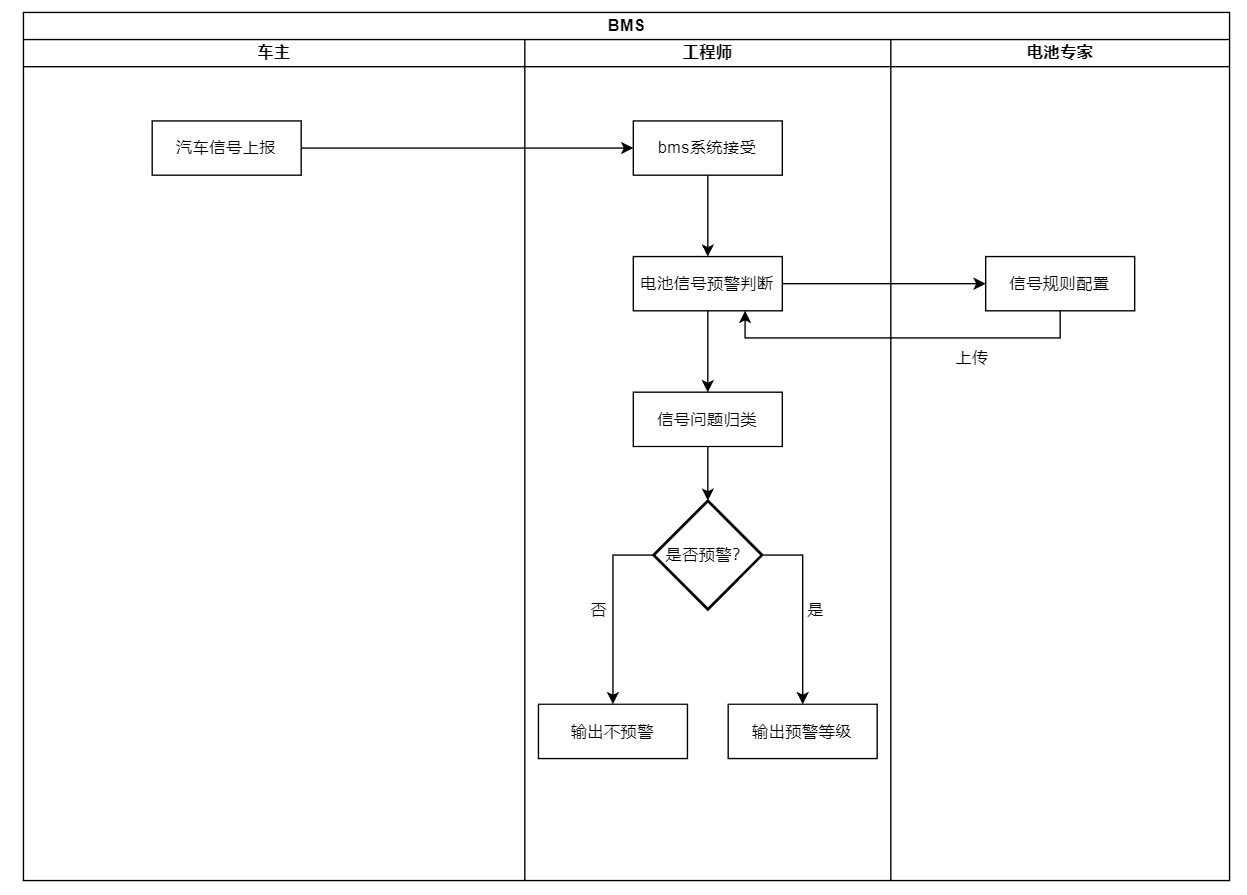 BMS
车主
工程师
电池专家
汽车信号上报
bms系统接受
电池信号预警判断
信号规则配置
上传
信号问题归类
是否预警?
否
是
输出不预警
输出预警等级